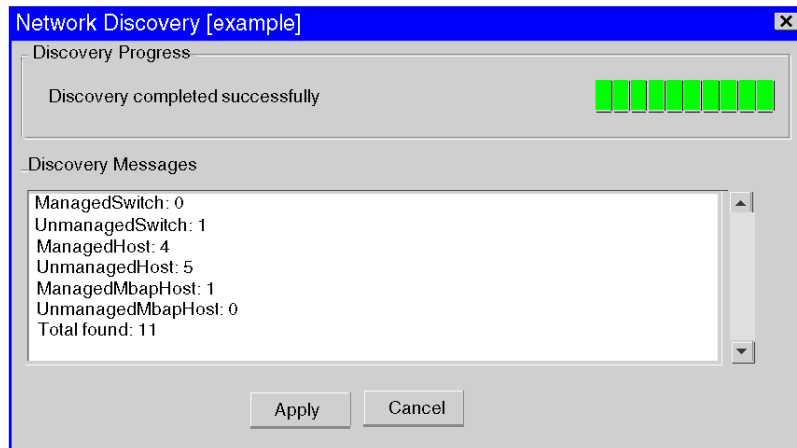 Network Discovery [example]
Discovery Progress
Discovery completed successfully
Discovery Messages
ManagedSwitch: 0
UnmanagedSwitch: 1
ManagedHost: 4
UnmanagedHost: 5
ManagedMbapHost: 1
UnmanagedMbapHost: 0
Total found: 11
Apply
Cancel